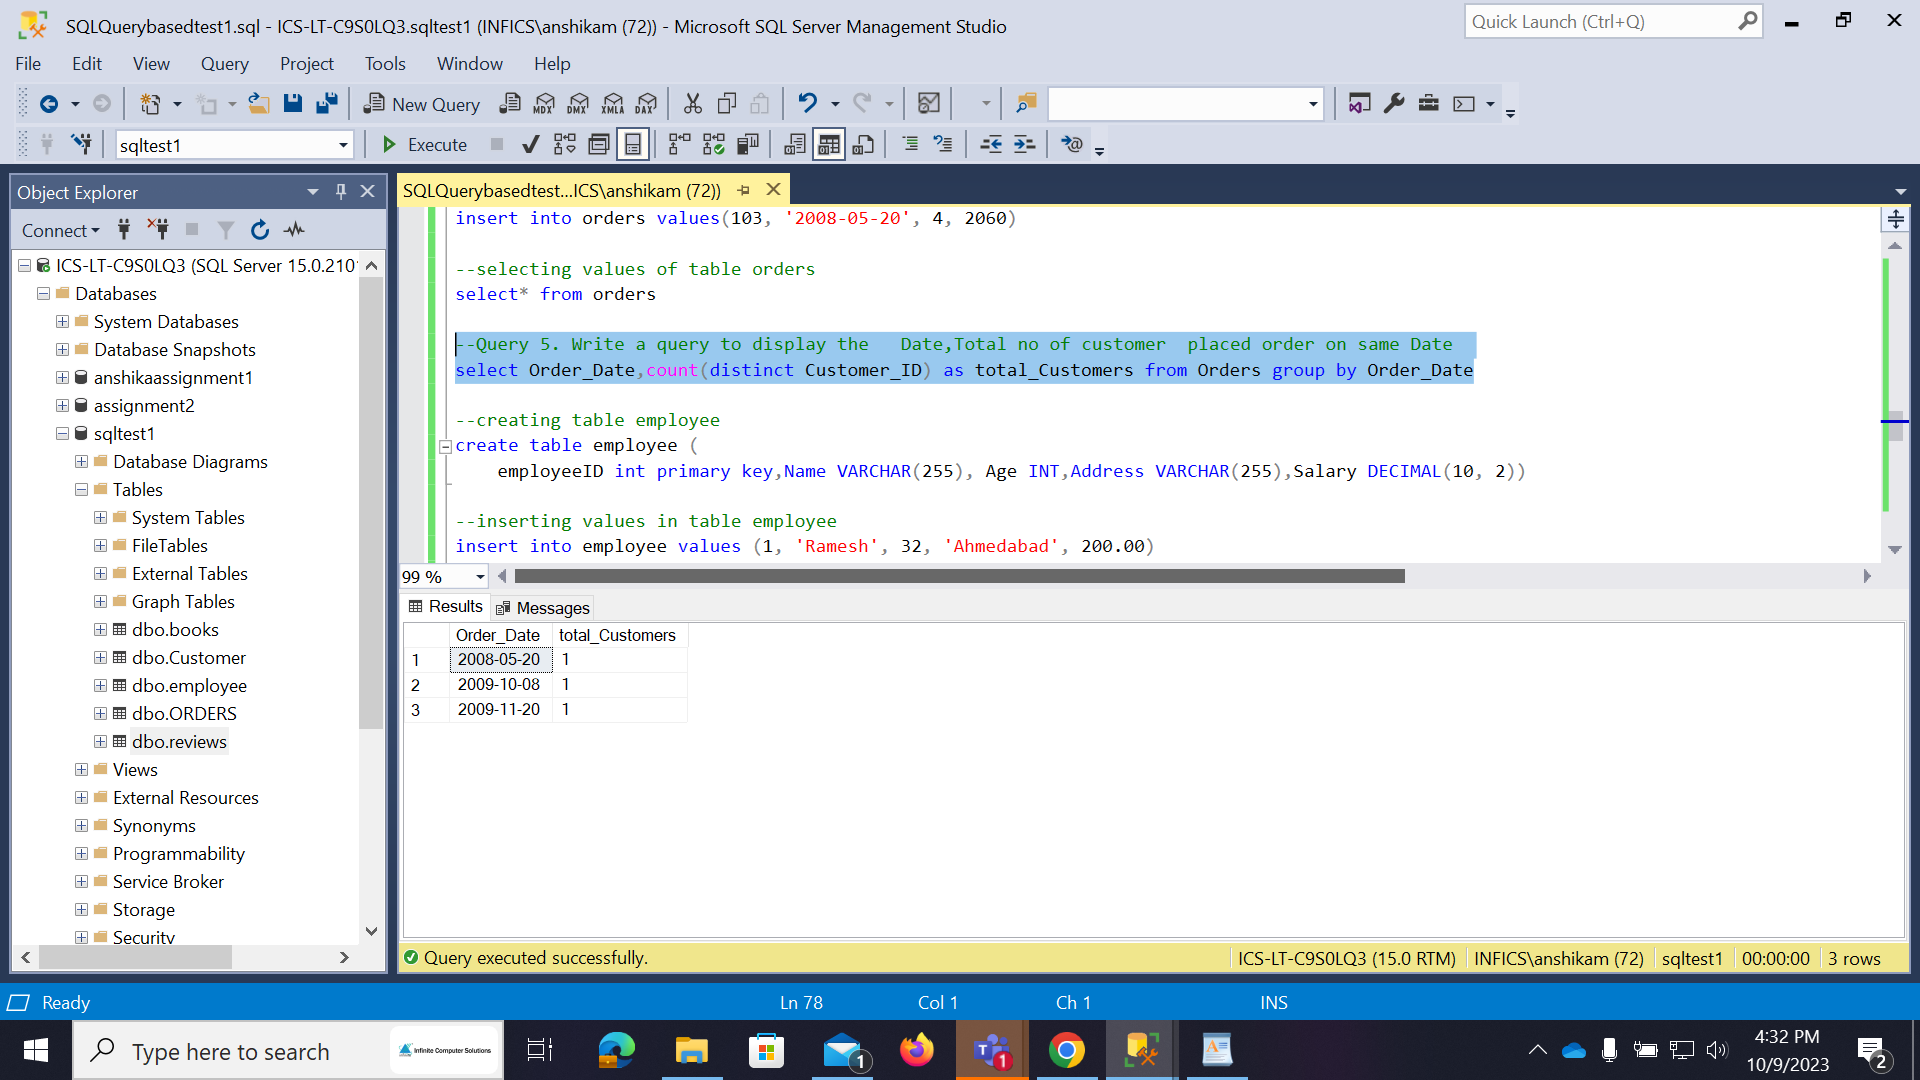 SQLQuerybasedtest1.sql - ICS-LT-C9S0LQ3.sqltest1 (INFICS\anshikam (72)) - Microsoft SQL Server Management Studio
Quick Launch (Ctrl+Q)
File Edit View Query Project Tools Window Help
New Query MDX DMX XMLA DAX
sqltest1 Execute
Object Explorer
Connect
ICS-LT-C9S0LQ3 (SQL Server 15.0.210
Databases
System Databases
Database Snapshots
anshikaassignment1
assignment2
sqltest1
Database Diagrams
Tables
System Tables
FileTables
External Tables
Graph Tables
dbo.books
dbo.Customer
dbo.employee
dbo.ORDERS
dbo.reviews
Views
External Resources
Synonyms
Programmability
Service Broker
Storage
Security
SQLQuerybasedtest...ICS\anshikam (72))
insert into orders values(103, '2008-05-20', 4, 2060)
--selecting values of table orders
select* from orders
--Query 5. Write a query to display the   Date,Total no of customer  placed order on same Date
select Order_Date,count(distinct Customer_ID) as total_Customers from Orders group by Order_Date
--creating table employee
create table employee (
employeeID int primary key,Name VARCHAR(255), Age INT,Address VARCHAR(255),Salary DECIMAL(10, 2))
--inserting values in table employee
insert into employee values (1, 'Ramesh', 32, 'Ahmedabad', 200.00)
99 %
Results Messages
Order_Date total_Customers
1 2008-05-20 1
2 2009-10-08 1
3 2009-11-20 1
Query executed successfully. ICS-LT-C9S0LQ3 (15.0 RTM) INFICS\anshikam (72) sqltest1 00:00:00 3 rows
Ready Ln 78 Col 1 Ch 1 INS
Type here to search
Infinite Computer Solutions
1
1
4:32 PM
10/9/2023
2